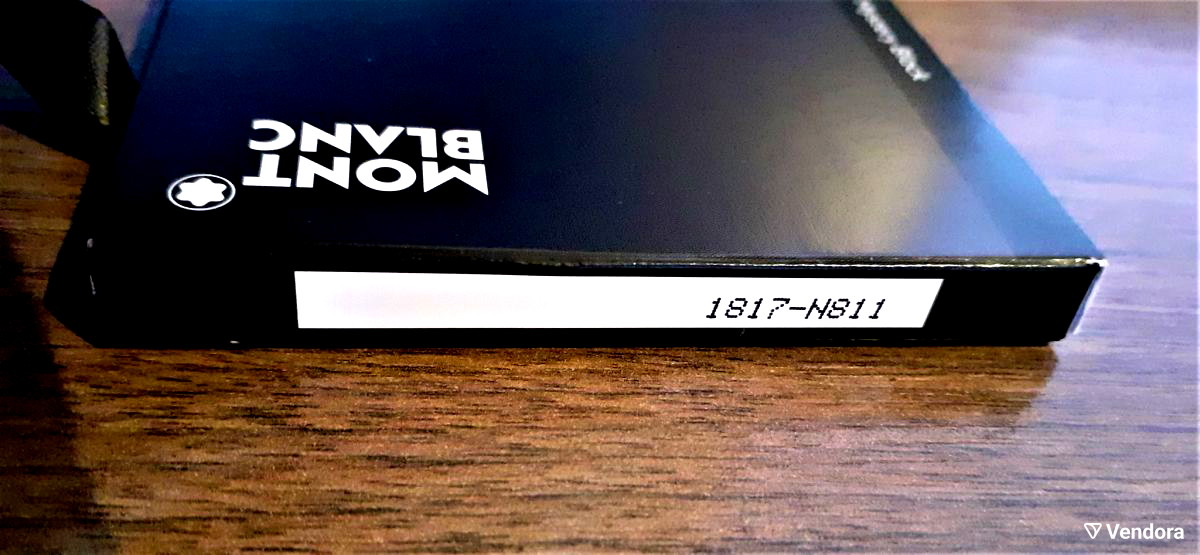 MONT
BLANC
1817-N811
Vendora